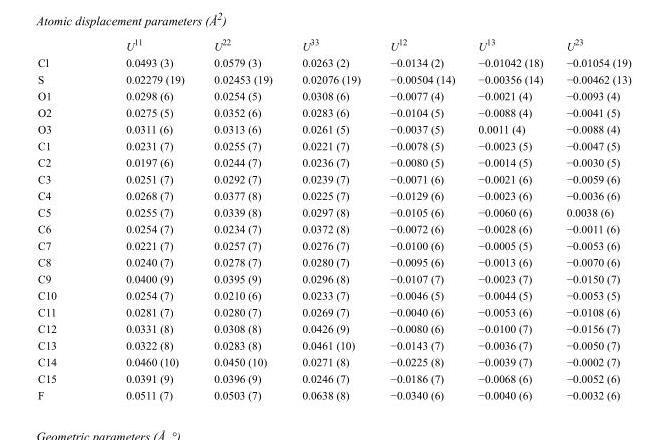 Atomic displacement parameters (Å²)
U¹¹ U²² U³³ U¹² U¹³ U²³
Cl 0.0493 (3) 0.0579 (3) 0.0263 (2) −0.0134 (2) −0.01042 (18) −0.01054 (19)
S 0.02279 (19) 0.02453 (19) 0.02076 (19) −0.00504 (14) −0.00356 (14) −0.00462 (13)
O1 0.0298 (6) 0.0254 (5) 0.0308 (6) −0.0077 (4) −0.0021 (4) −0.0093 (4)
O2 0.0275 (5) 0.0352 (6) 0.0283 (6) −0.0104 (5) −0.0088 (4) −0.0041 (5)
O3 0.0311 (6) 0.0313 (6) 0.0261 (5) −0.0037 (5) 0.0011 (4) −0.0088 (4)
C1 0.0231 (7) 0.0255 (7) 0.0221 (7) −0.0078 (5) −0.0023 (5) −0.0047 (5)
C2 0.0197 (6) 0.0244 (7) 0.0236 (7) −0.0080 (5) −0.0014 (5) −0.0030 (5)
C3 0.0251 (7) 0.0292 (7) 0.0239 (7) −0.0071 (6) −0.0021 (6) −0.0059 (6)
C4 0.0268 (7) 0.0377 (8) 0.0225 (7) −0.0129 (6) −0.0023 (6) −0.0036 (6)
C5 0.0255 (7) 0.0339 (8) 0.0297 (8) −0.0105 (6) −0.0060 (6) 0.0038 (6)
C6 0.0254 (7) 0.0234 (7) 0.0372 (8) −0.0072 (6) −0.0028 (6) −0.0011 (6)
C7 0.0221 (7) 0.0257 (7) 0.0276 (7) −0.0100 (6) −0.0005 (5) −0.0053 (6)
C8 0.0240 (7) 0.0278 (7) 0.0280 (7) −0.0095 (6) −0.0013 (6) −0.0070 (6)
C9 0.0400 (9) 0.0395 (9) 0.0296 (8) −0.0107 (7) −0.0023 (7) −0.0150 (7)
C10 0.0254 (7) 0.0210 (6) 0.0233 (7) −0.0046 (5) −0.0044 (5) −0.0053 (5)
C11 0.0281 (7) 0.0280 (7) 0.0269 (7) −0.0040 (6) −0.0053 (6) −0.0108 (6)
C12 0.0331 (8) 0.0308 (8) 0.0426 (9) −0.0080 (6) −0.0100 (7) −0.0156 (7)
C13 0.0322 (8) 0.0283 (8) 0.0461 (10) −0.0143 (7) −0.0036 (7) −0.0050 (7)
C14 0.0460 (10) 0.0450 (10) 0.0271 (8) −0.0225 (8) −0.0039 (7) −0.0002 (7)
C15 0.0391 (9) 0.0396 (9) 0.0246 (7) −0.0186 (7) −0.0068 (6) −0.0052 (6)
F 0.0511 (7) 0.0503 (7) 0.0638 (8) −0.0340 (6) −0.0040 (6) −0.0032 (6)
Geometric parameters (Å, °)